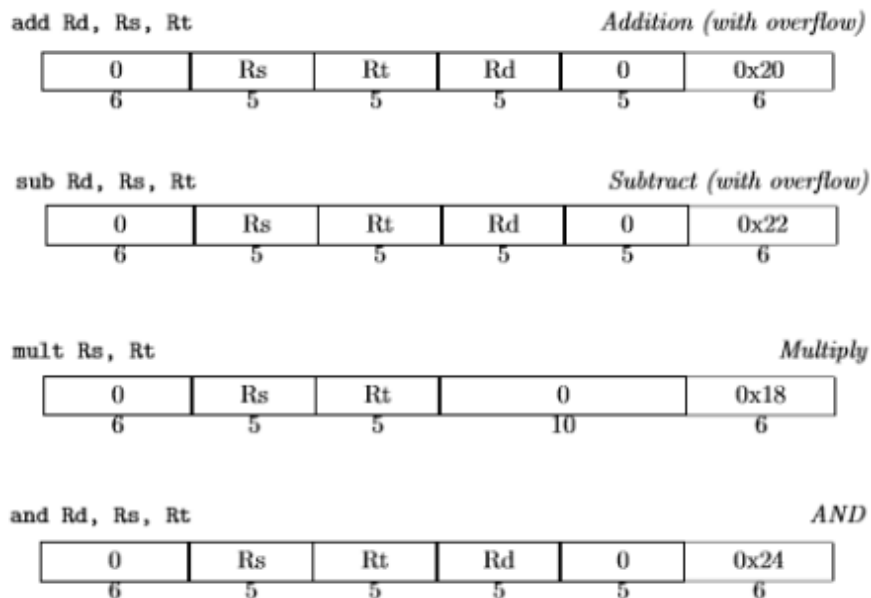 add Rd, Rs, Rt Addition (with overflow)
0 Rs Rt Rd 0 0x20
6 5 5 5 5 6
sub Rd, Rs, Rt Subtract (with overflow)
0 Rs Rt Rd 0 0x22
6 5 5 5 5 6
mult Rs, Rt Multiply
0 Rs Rt 0 0x18
6 5 5 10 6
and Rd, Rs, Rt AND
0 Rs Rt Rd 0 0x24
6 5 5 5 5 6